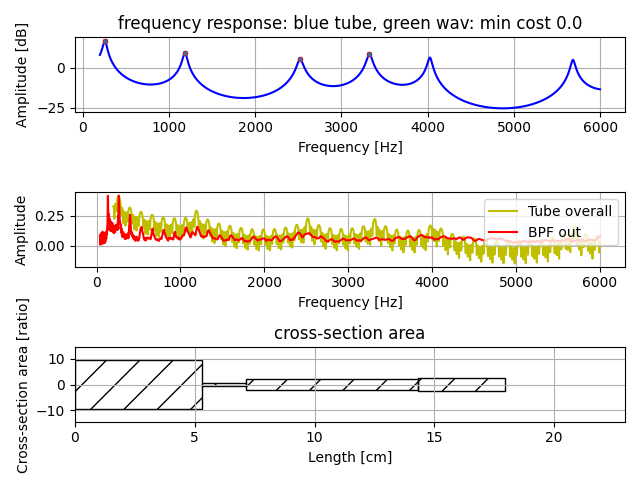 frequency response: blue tube, green wav: min cost 0.0
Amplitude [dB]
0
−25
0 1000 2000 3000 4000 5000 6000
Frequency [Hz]
Amplitude
0.25
0.00
Tube overall
BPF out
0 1000 2000 3000 4000 5000 6000
Frequency [Hz]
cross-section area
Cross-section area [ratio]
10
0
−10
0 5 10 15 20
Length [cm]